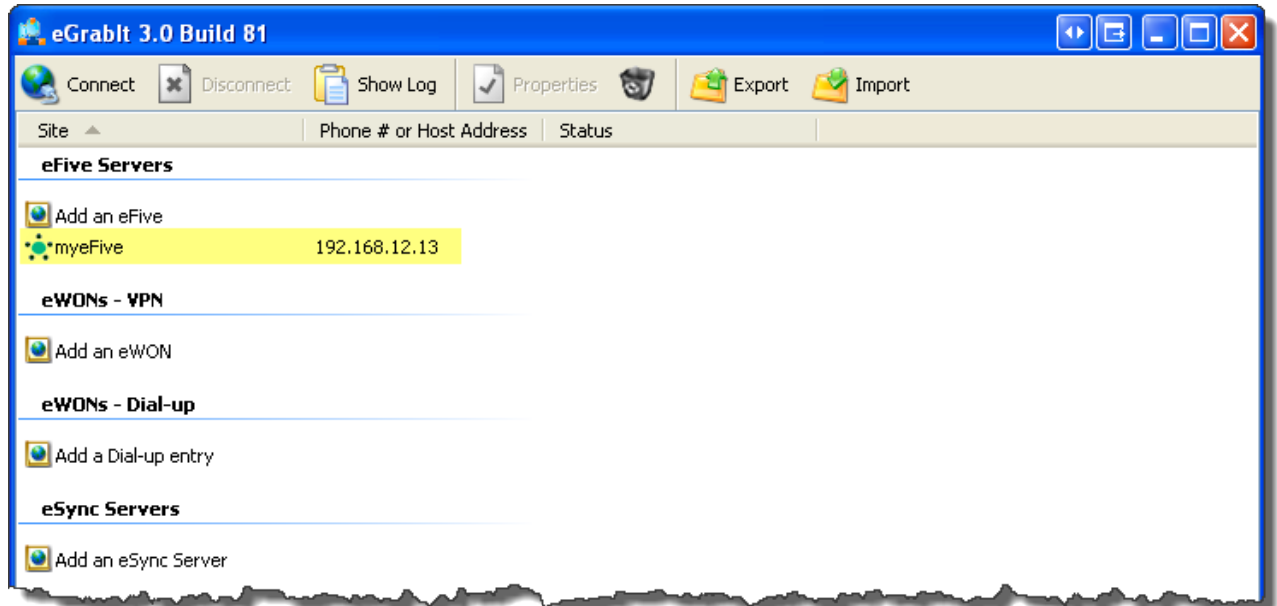 eGrabIt 3.0 Build 81
Connect Disconnect Show Log Properties Export Import
Site Phone # or Host Address Status
eFive Servers
Add an eFive
myeFive 192.168.12.13
eWONs - VPN
Add an eWON
eWONs - Dial-up
Add a Dial-up entry
eSync Servers
Add an eSync Server